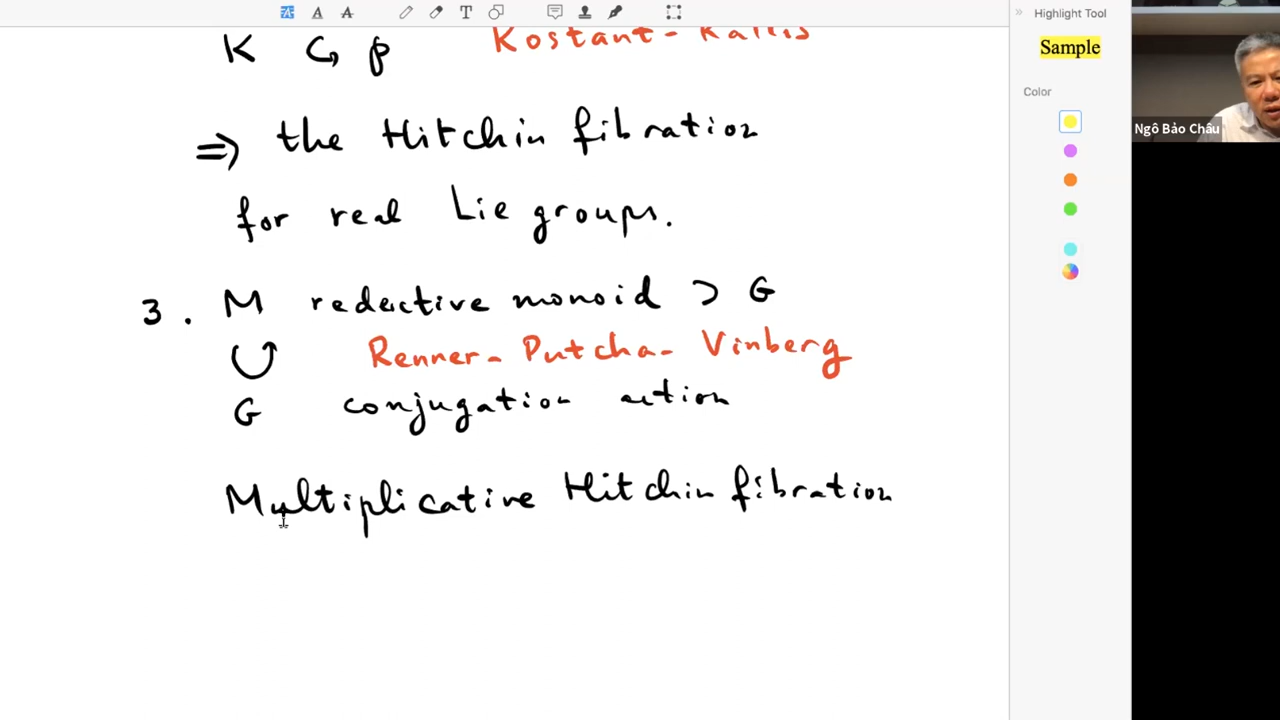 Highlight Tool
Sample
Color
Ngô Bảo Châu
K ↪ p Kostant - Rallis
⇒ the Hitchin fibration
for real Lie groups.
3. M reductive monoid ⊃ G
Renner - Putcha - Vinberg
G conjugation action
Multiplicative Hitchin fibration